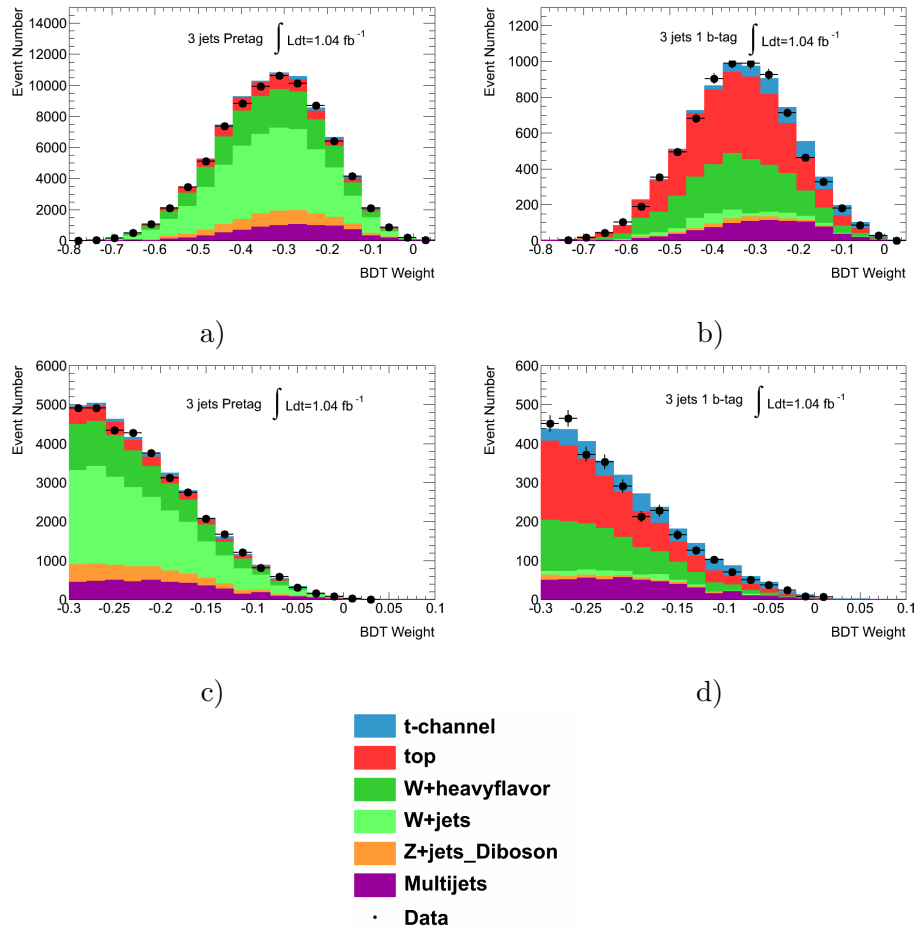 14000
12000
10000
8000
6000
4000
2000
0
Event Number
3 jets Pretag ∫ Ldt=1.04 fb⁻¹
-0.8 -0.7 -0.6 -0.5 -0.4 -0.3 -0.2 -0.1 0
BDT Weight
a)
1200
1000
800
600
400
200
0
Event Number
3 jets 1 b-tag ∫ Ldt=1.04 fb⁻¹
-0.8 -0.7 -0.6 -0.5 -0.4 -0.3 -0.2 -0.1 0
BDT Weight
b)
6000
5000
4000
3000
2000
1000
0
Event Number
3 jets Pretag ∫ Ldt=1.04 fb⁻¹
-0.3 -0.25 -0.2 -0.15 -0.1 -0.05 0 0.05 0.1
BDT Weight
c)
600
500
400
300
200
100
0
Event Number
3 jets 1 b-tag ∫ Ldt=1.04 fb⁻¹
-0.3 -0.25 -0.2 -0.15 -0.1 -0.05 0 0.05 0.1
BDT Weight
d)
t-channel
top
W+heavyflavor
W+jets
Z+jets_Diboson
Multijets
Data